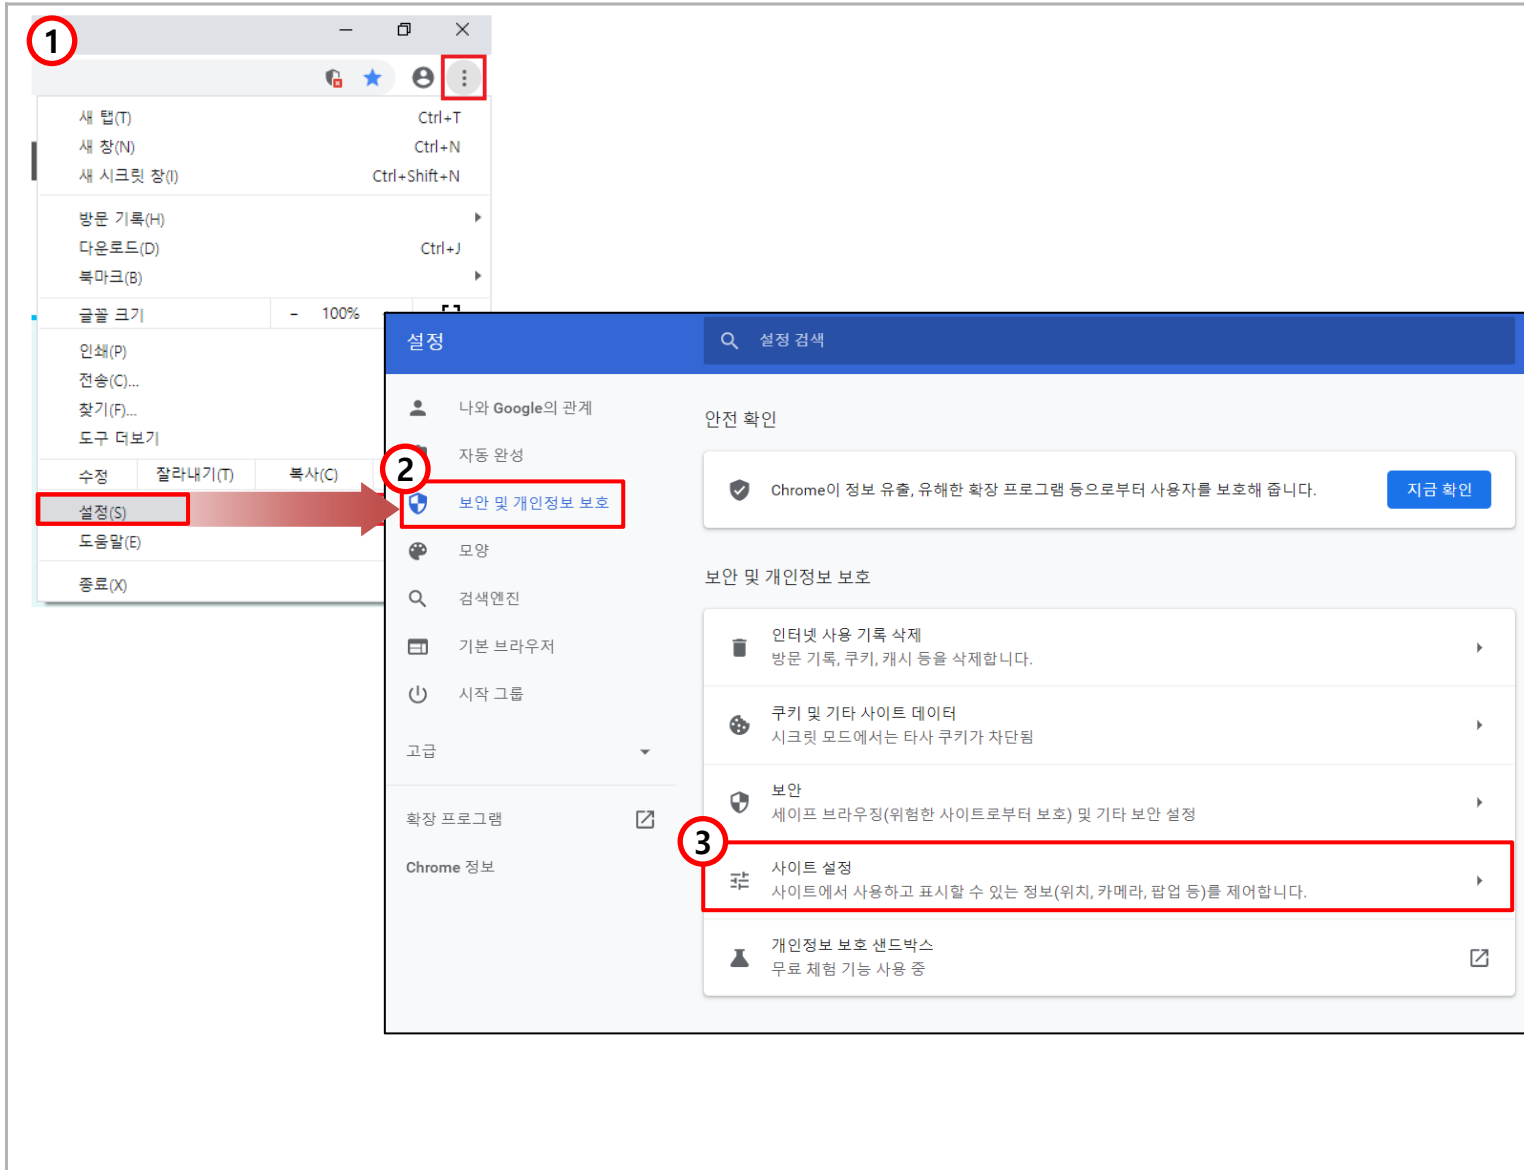 1
새 탭(T) Ctrl+T
새 창(N) Ctrl+N
새 시크릿 창(I) Ctrl+Shift+N
방문 기록(H)
다운로드(D) Ctrl+J
북마크(B)
글꼴 크기 - 100%
인쇄(P)
전송(C)...
찾기(F)...
도구 더보기
수정 잘라내기(T) 복사(C)
설정(S)
도움말(E)
종료(X)
설정
설정 검색
나와 Google의 관계
자동 완성
2
보안 및 개인정보 보호
모양
검색엔진
기본 브라우저
시작 그룹
고급
확장 프로그램
Chrome 정보
안전 확인
Chrome이 정보 유출, 유해한 확장 프로그램 등으로부터 사용자를 보호해 줍니다. 지금 확인
보안 및 개인정보 보호
인터넷 사용 기록 삭제
방문 기록, 쿠키, 캐시 등을 삭제합니다.
쿠키 및 기타 사이트 데이터
시크릿 모드에서는 타사 쿠키가 차단됨
보안
세이프 브라우징(위험한 사이트로부터 보호) 및 기타 보안 설정
3
사이트 설정
사이트에서 사용하고 표시할 수 있는 정보(위치, 카메라, 팝업 등)를 제어합니다.
개인정보 보호 샌드박스
무료 체험 기능 사용 중